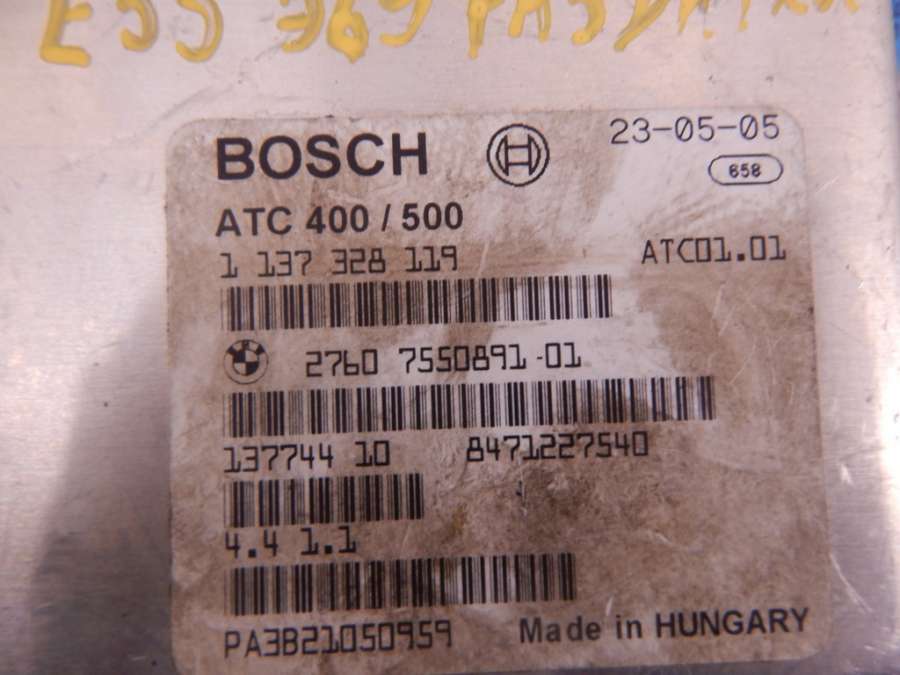 BOSCH
23-05-05
658
ATC 400 / 500
1 137 328 119
ATC01.01
BMW
2760 7550891-01
137744 10 8471227540
4.4 1.1
PA3B21050959
Made in HUNGARY